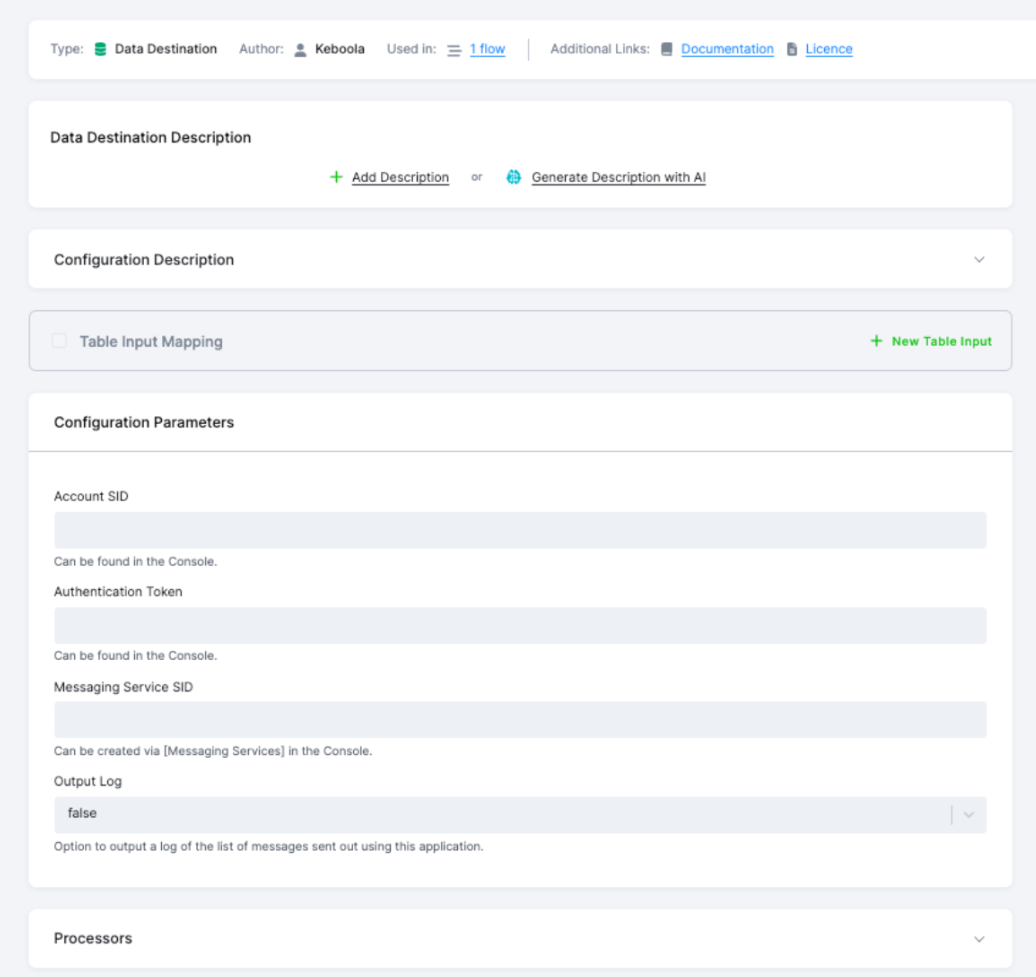 Type: Data Destination Author: Keboola Used in: 1 flow Additional Links: Documentation Licence
Data Destination Description
Add Description or Generate Description with AI
Configuration Description
Table Input Mapping New Table Input
Configuration Parameters
Account SID
Can be found in the Console.
Authentication Token
Can be found in the Console.
Messaging Service SID
Can be created via [Messaging Services] in the Console.
Output Log
false
Option to output a log of the list of messages sent out using this application.
Processors